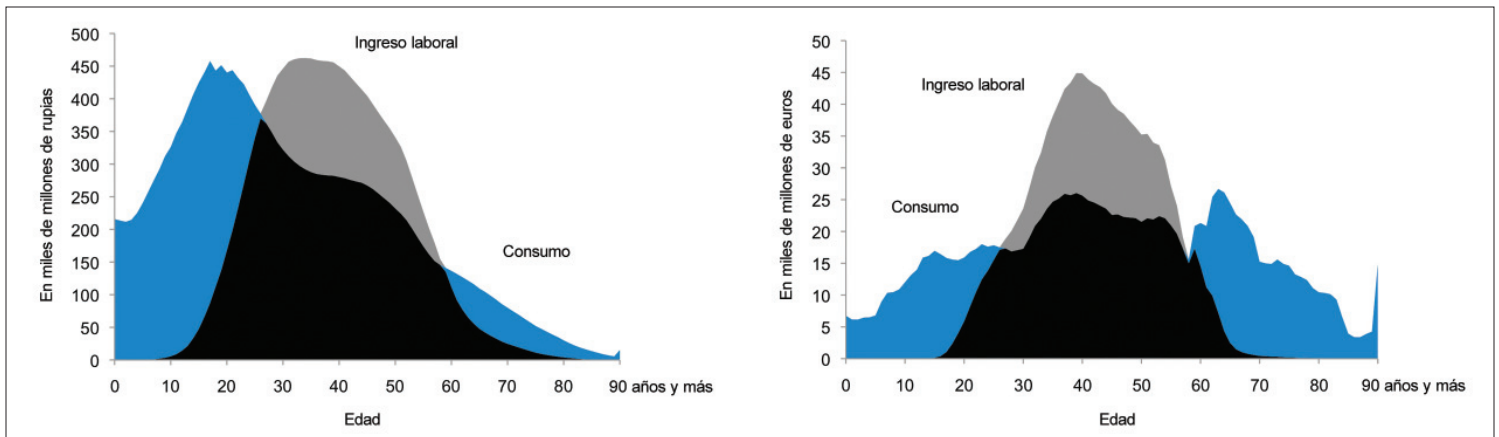 En miles de millones de rupias
500
450
400
350
300
250
200
150
100
50
0
Ingreso laboral
Consumo
0 10 20 30 40 50 60 70 80 90 años y más
Edad
En miles de millones de euros
50
45
40
35
30
25
20
15
10
5
0
Ingreso laboral
Consumo
0 10 20 30 40 50 60 70 80 90 años y más
Edad